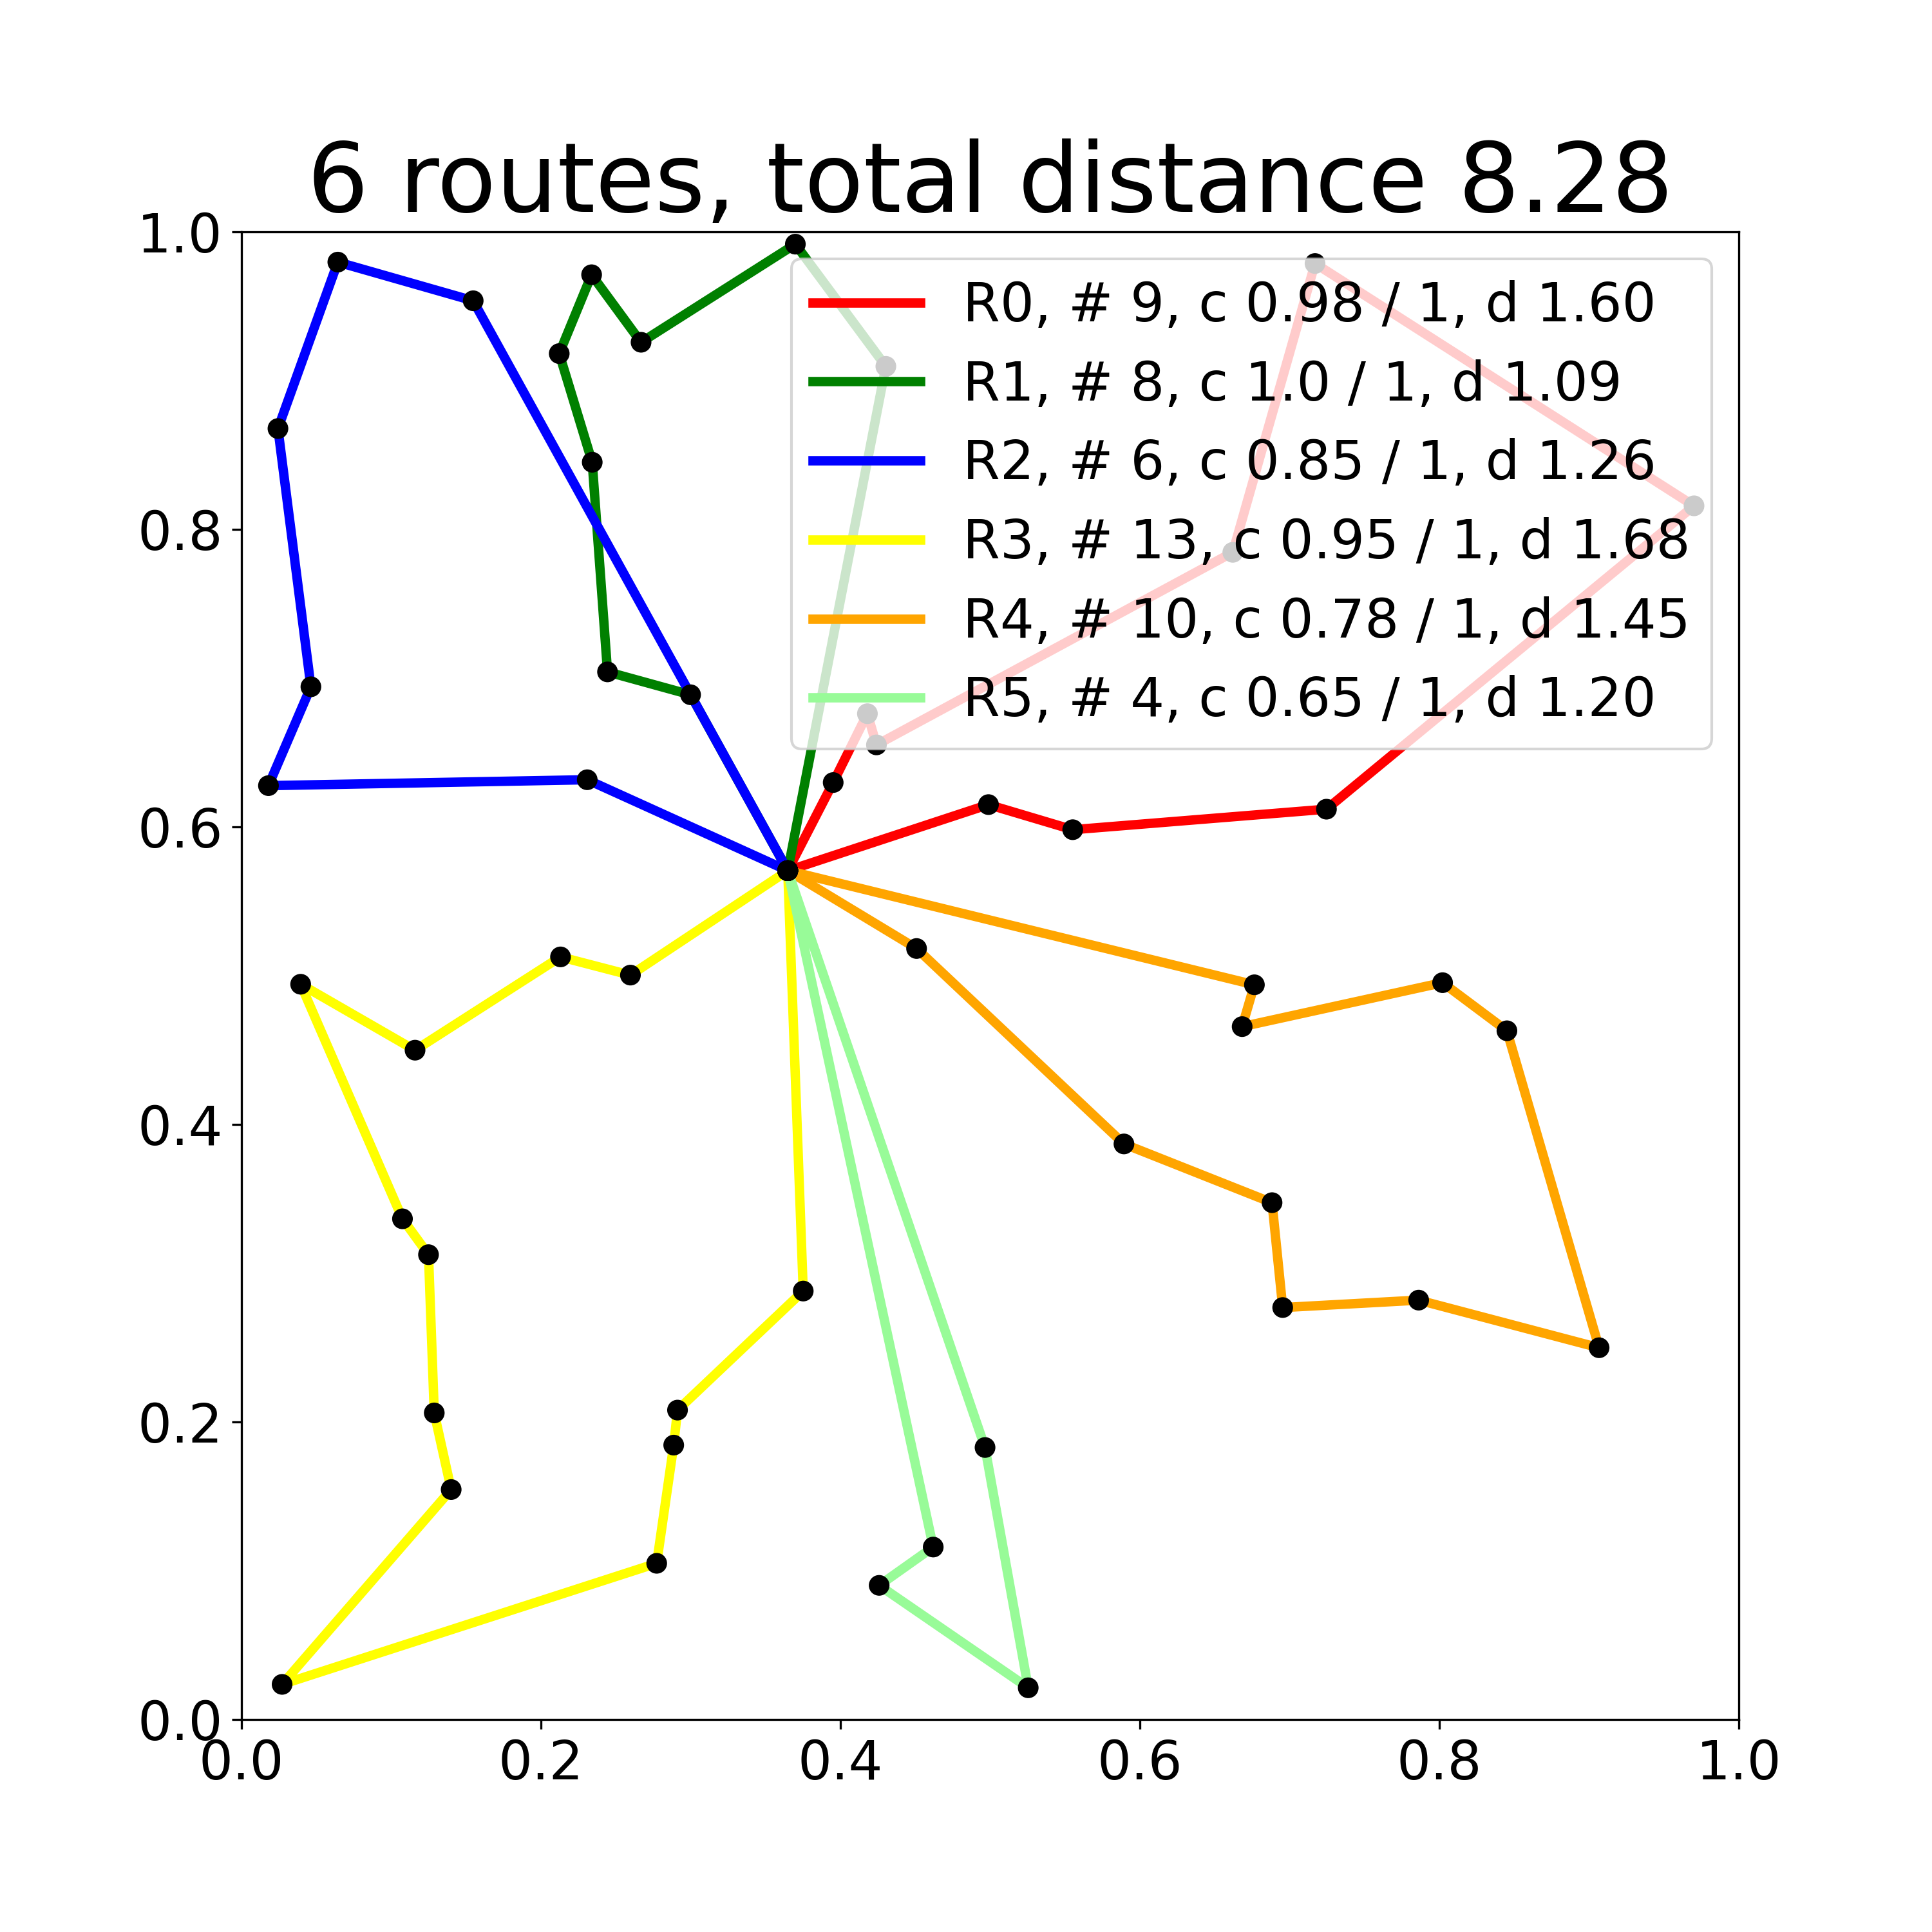 6 routes, total distance 8.28
1.0
0.8
0.6
0.4
0.2
0.0
R0, # 9, c 0.98 / 1, d 1.60
R1, # 8, c 1.0 / 1, d 1.09
R2, # 6, c 0.85 / 1, d 1.26
R3, # 13, c 0.95 / 1, d 1.68
R4, # 10, c 0.78 / 1, d 1.45
R5, # 4, c 0.65 / 1, d 1.20
0.0 0.2 0.4 0.6 0.8 1.0